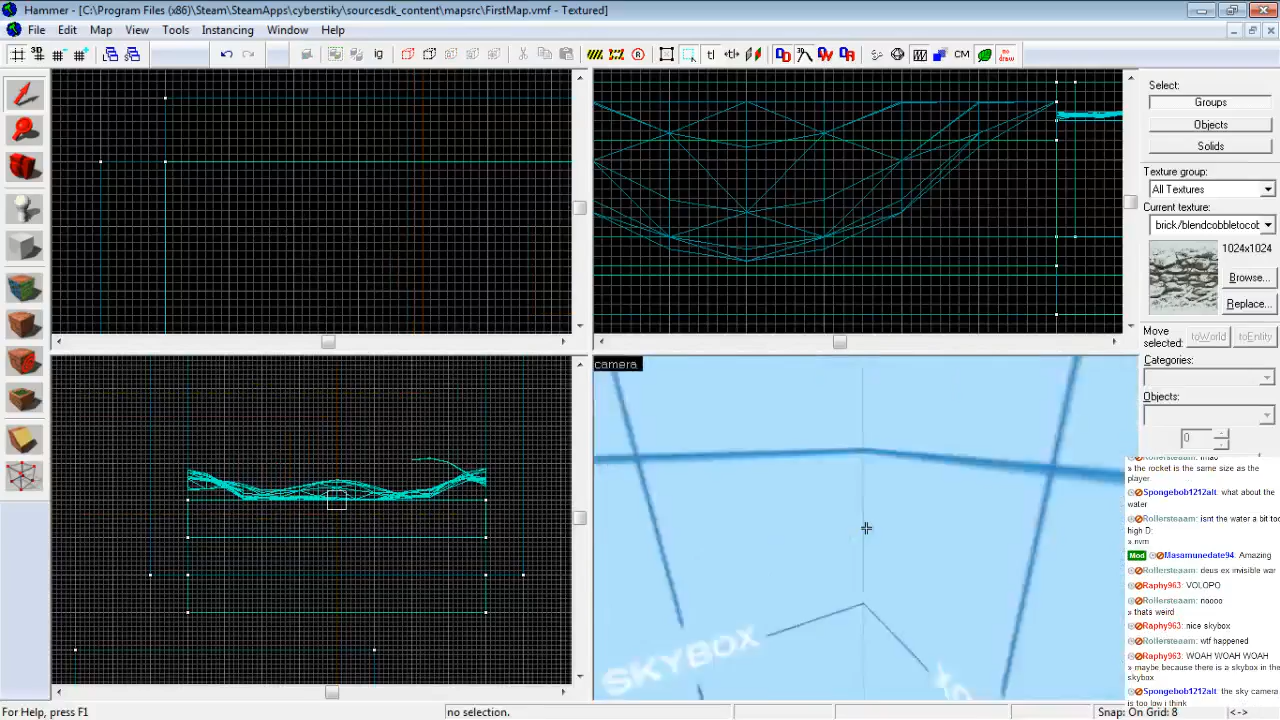 Hammer - [C:\Program Files (x86)\Steam\SteamApps\cyberstiky\sourcesdk_content\mapsrc\FirstMap.vmf - Textured]
File Edit Map View Tools Instancing Window Help
ig
CM
no draw
Select:
Groups
Objects
Solids
Texture group:
All Textures
Current texture:
brick/blendcobbletocob
1024x1024
Browse...
Replace...
Move selected:
toWorld
toEntity
Categories:
Objects:
0
camera
SKYBOX
x the rocket is the same size as the
player
Spongebob1212alt: what about the
water
Rollersteaam: isnt the water a bit too
high D:
x nvm
Mod Masamunedate94: Amazing
Rollersteaam: deus ex invisible war
Raphy963: VOLOPO
Rollersteaam: noooo
x thats weird
Raphy963: nice skybox
Rollersteaam: wtf happened
Raphy963: WOAH WOAH WOAH
x maybe because there is a skybox in the
skybox
Spongebob1212alt: the sky camera
is too low i think
For Help, press F1
no selection.
Snap: On Grid: 8
<->